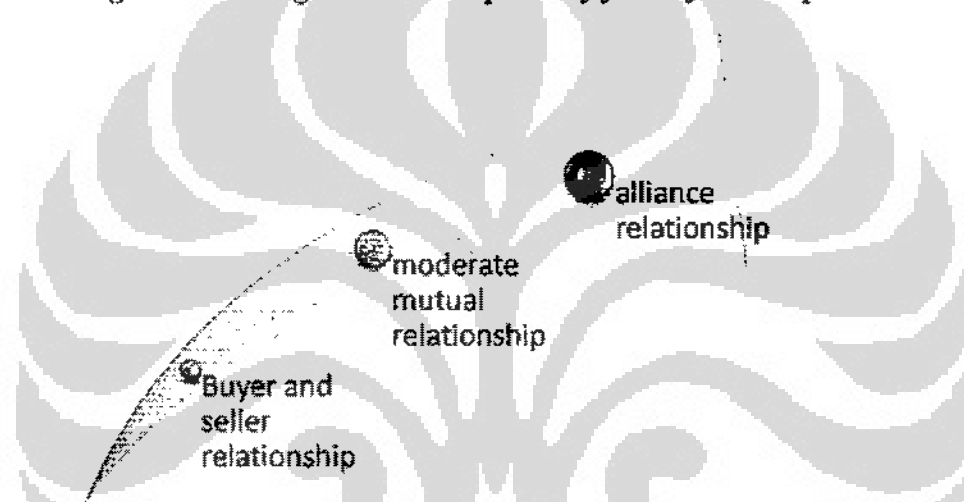 alliance
relationship
moderate
mutual
relationship
Buyer and
seller
relationship